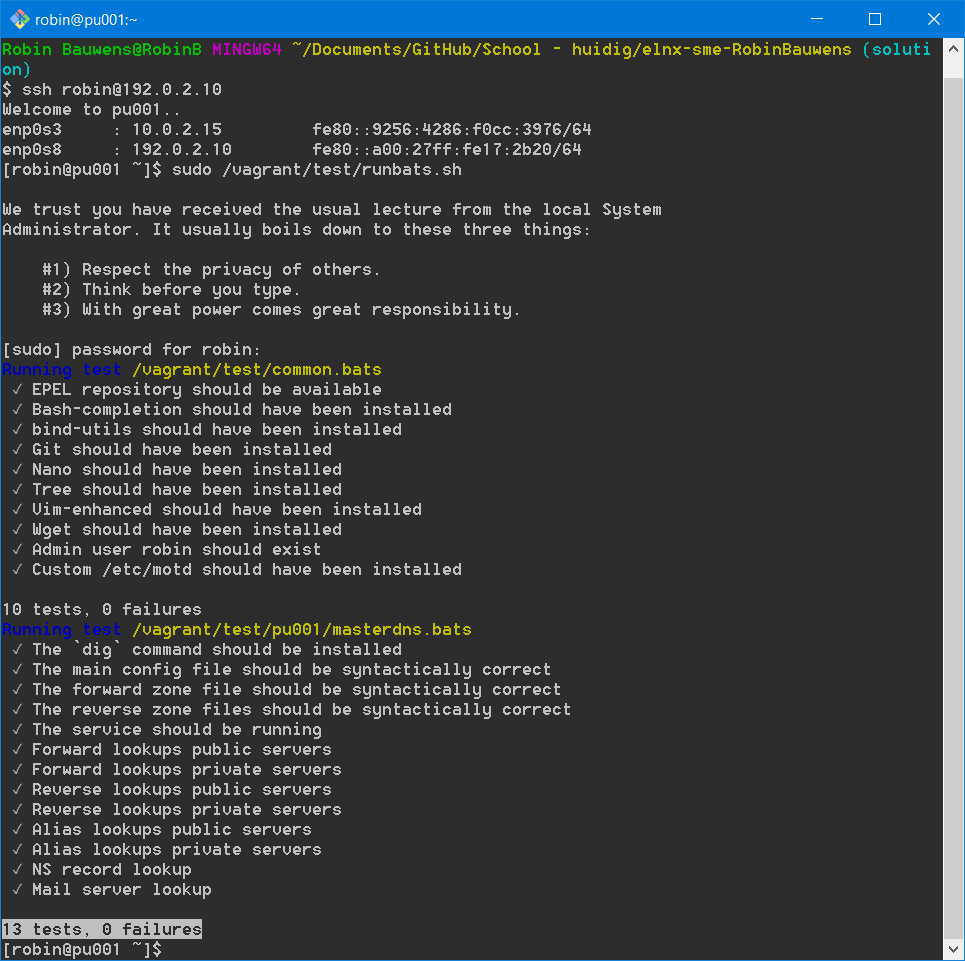 robin@pu001:~
Robin Bauwens@RobinB MINGW64 ~/Documents/GitHub/School - huidig/elnx-sme-RobinBauwens (soluti
on)
$ ssh robin@192.0.2.10
Welcome to pu001..
enp0s3     : 10.0.2.15         fe80::9256:4286:f0cc:3976/64
enp0s8     : 192.0.2.10        fe80::a00:27ff:fe17:2b20/64
[robin@pu001 ~]$ sudo /vagrant/test/runbats.sh
We trust you have received the usual lecture from the local System
Administrator. It usually boils down to these three things:
    #1) Respect the privacy of others.
    #2) Think before you type.
    #3) With great power comes great responsibility.
[sudo] password for robin:
Running test /vagrant/test/common.bats
 ✓ EPEL repository should be available
 ✓ Bash-completion should have been installed
 ✓ bind-utils should have been installed
 ✓ Git should have been installed
 ✓ Nano should have been installed
 ✓ Tree should have been installed
 ✓ Vim-enhanced should have been installed
 ✓ Wget should have been installed
 ✓ Admin user robin should exist
 ✓ Custom /etc/motd should have been installed
10 tests, 0 failures
Running test /vagrant/test/pu001/masterdns.bats
 ✓ The `dig` command should be installed
 ✓ The main config file should be syntactically correct
 ✓ The forward zone file should be syntactically correct
 ✓ The reverse zone files should be syntactically correct
 ✓ The service should be running
 ✓ Forward lookups public servers
 ✓ Forward lookups private servers
 ✓ Reverse lookups public servers
 ✓ Reverse lookups private servers
 ✓ Alias lookups public servers
 ✓ Alias lookups private servers
 ✓ NS record lookup
 ✓ Mail server lookup
13 tests, 0 failures
[robin@pu001 ~]$